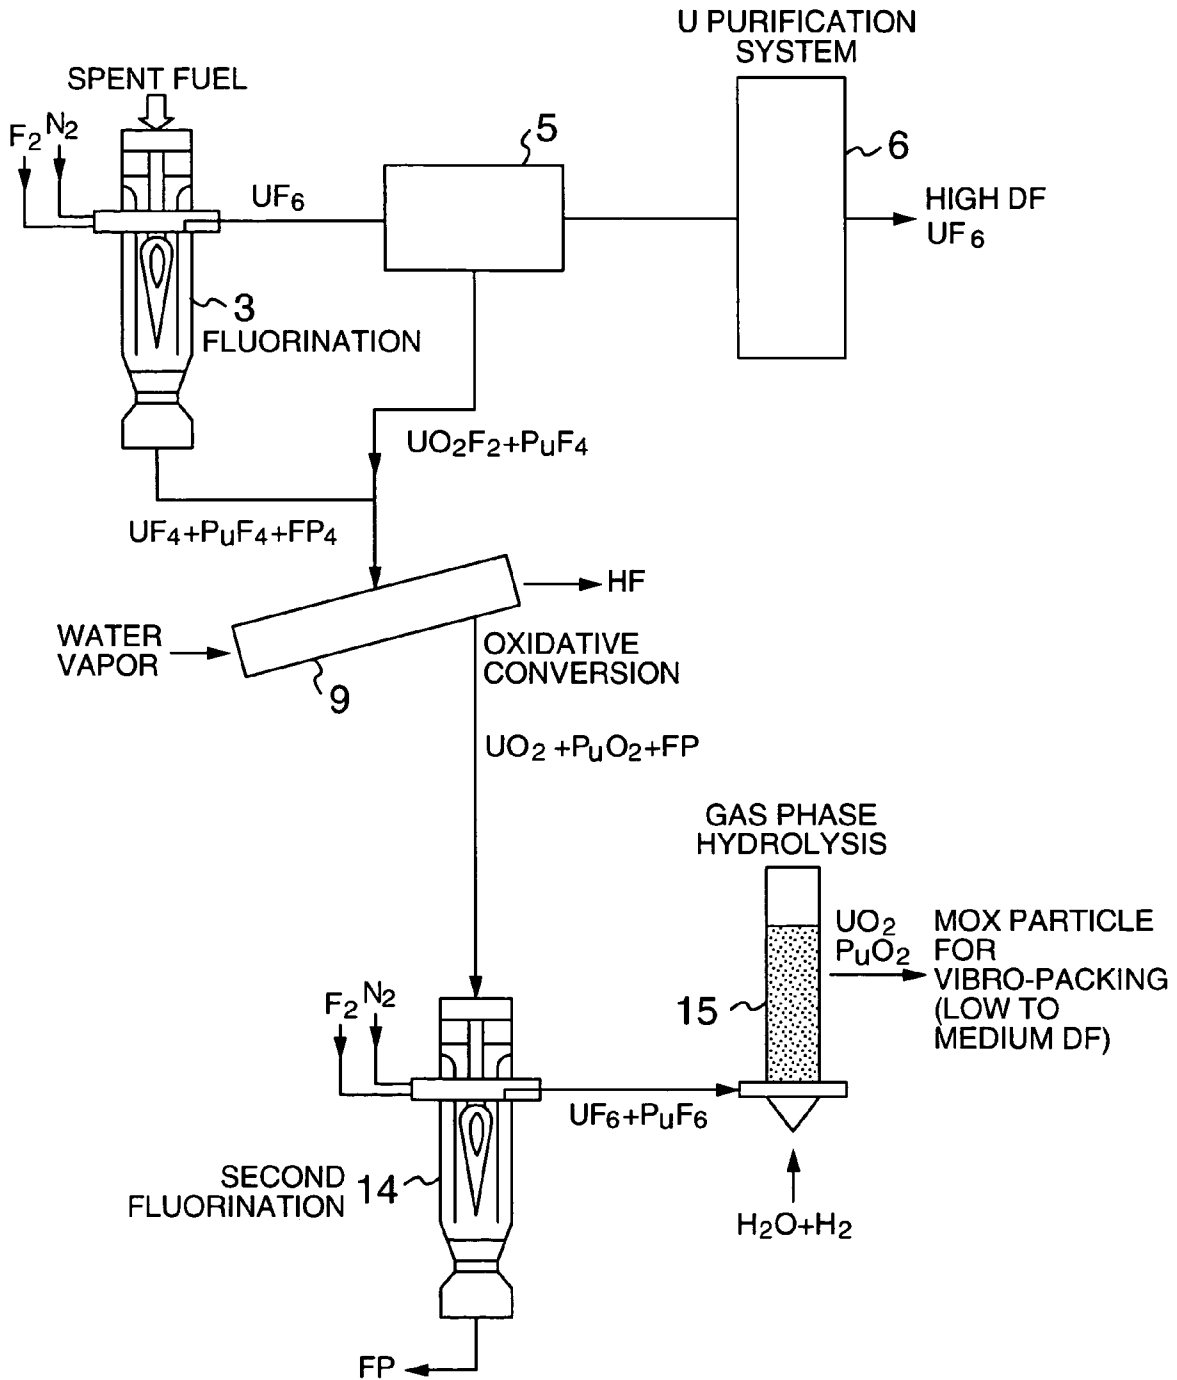 U PURIFICATION
SYSTEM
SPENT FUEL
F2 N2
5
6
UF6
HIGH DF
UF6
3
FLUORINATION
UO2F2+PuF4
UF4+PuF4+FP4
HF
WATER
VAPOR
OXIDATIVE
CONVERSION
9
UO2 +PuO2+FP
GAS PHASE
HYDROLYSIS
UO2
PuO2
MOX PARTICLE
FOR
VIBRO-PACKING
(LOW TO
MEDIUM DF)
F2 N2
15
UF6+PuF6
SECOND
FLUORINATION
14
H2O+H2
FP